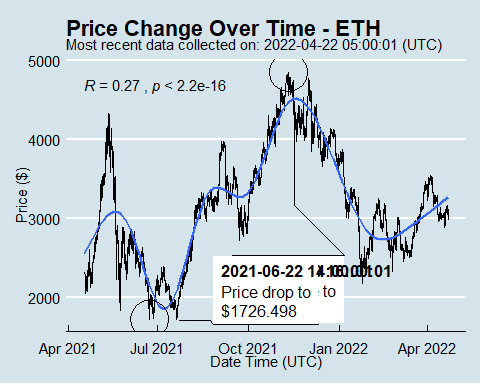 Price Change Over Time - ETH
Most recent data collected on: 2022-04-22 05:00:01 (UTC)
R = 0.27 , p < 2.2e-16
5000
4000
3000
2000
Price ($)
2021-06-22
Price drop to
to
$1726.498
Apr 2021
Jul 2021
Oct 2021
Jan 2022
Apr 2022
Date Time (UTC)